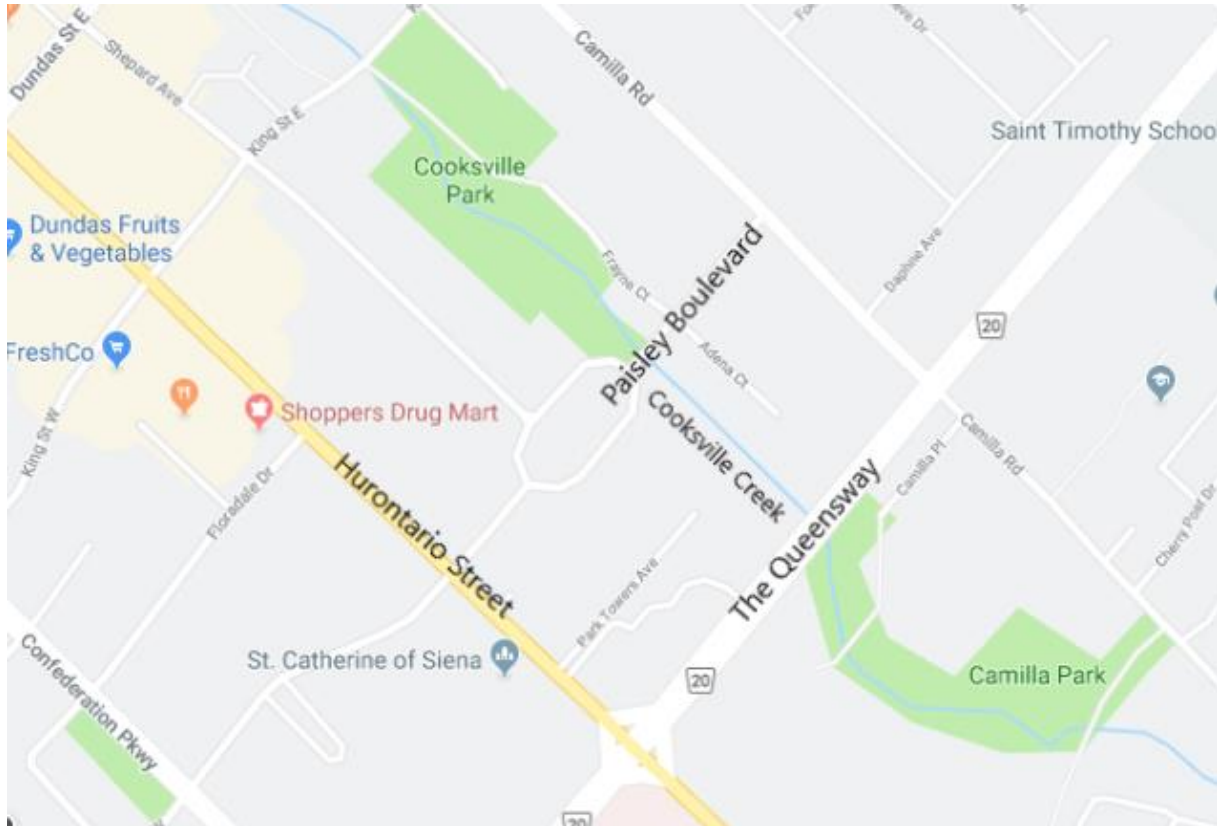 Dundas St E
Shepard Ave
King St E
Camilla Rd
Saint Timothy Schoo
Cooksville
Park
Dundas Fruits
& Vegetables
Frayne Ct
Paisley Boulevard
Daphne Ave
20
FreshCo
Adena Ct
Shoppers Drug Mart
Cooksville Creek
King St W
Floradale Dr
Hurontario Street
The Queensway
Camilla Pl
Camilla Rd
Cherry Post Dr
Park Towers Ave
St. Catherine of Siena
20
Camilla Park
Confederation Pkwy
20